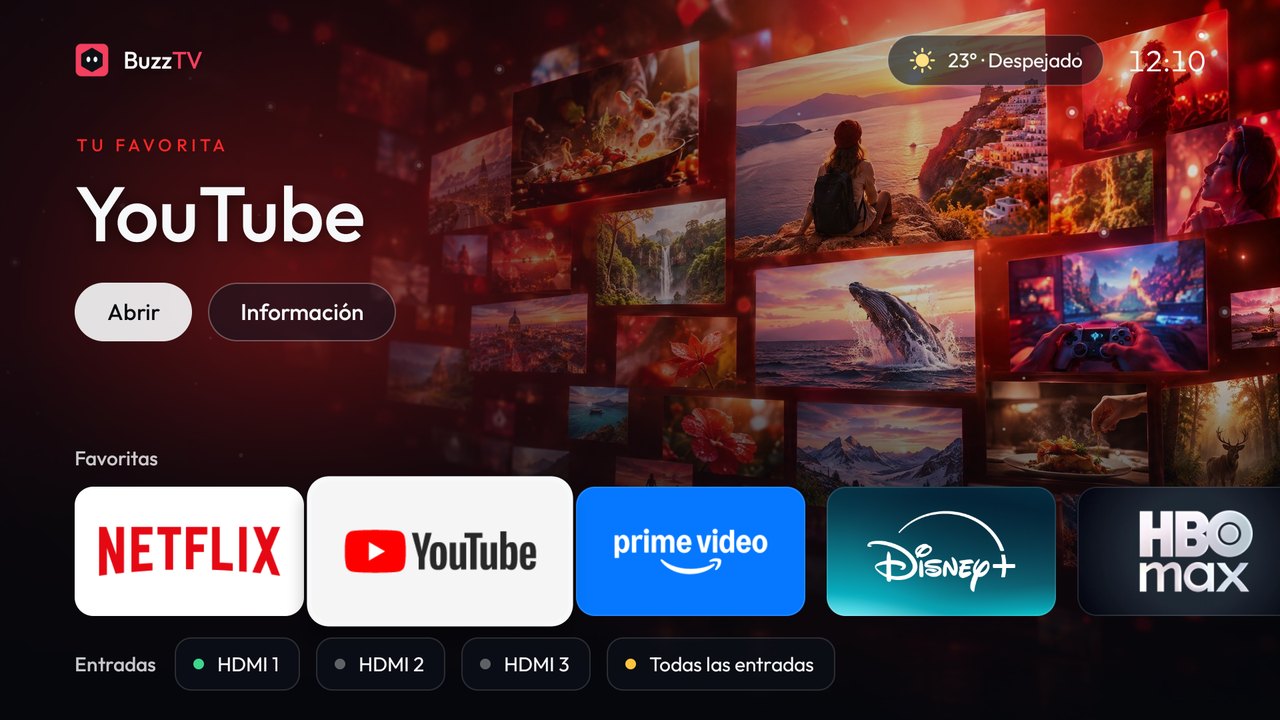 BuzzTV
23° · Despejado
12:10
TU FAVORITA
YouTube
Abrir
Información
Favoritas
NETFLIX
YouTube
prime video
Disney+
HBO
max
Entradas
HDMI 1
HDMI 2
HDMI 3
Todas las entradas